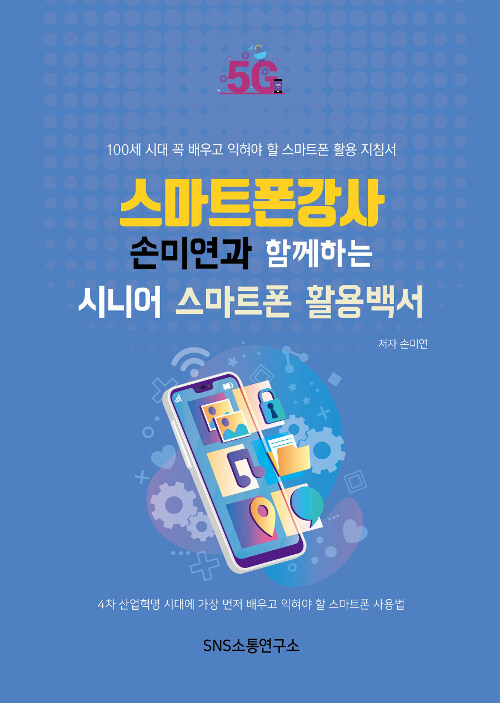 5G
100세 시대 꼭 배우고 익혀야 할 스마트폰 활용 지침서
스마트폰강사
손미연과 함께하는
시니어 스마트폰 활용백서
저자 손미연
4차 산업혁명 시대에 가장 먼저 배우고 익혀야 할 스마트폰 사용법
SNS소통연구소